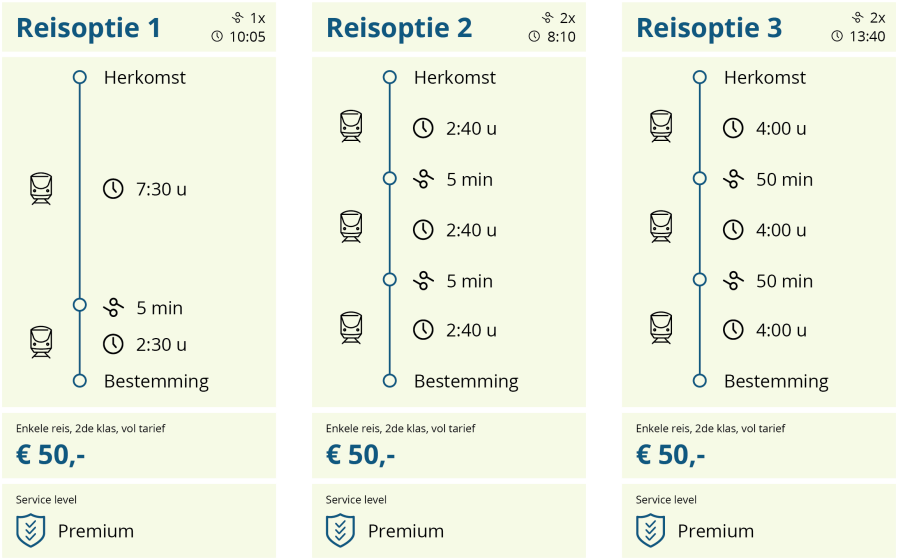 Reisoptie 1
1x
10:05
Herkomst
7:30 u
5 min
2:30 u
Bestemming
Enkele reis, 2de klas, vol tarief
€ 50,-
Service level
Premium
Reisoptie 2
2x
8:10
Herkomst
2:40 u
5 min
2:40 u
5 min
2:40 u
Bestemming
Enkele reis, 2de klas, vol tarief
€ 50,-
Service level
Premium
Reisoptie 3
2x
13:40
Herkomst
4:00 u
50 min
4:00 u
50 min
4:00 u
Bestemming
Enkele reis, 2de klas, vol tarief
€ 50,-
Service level
Premium